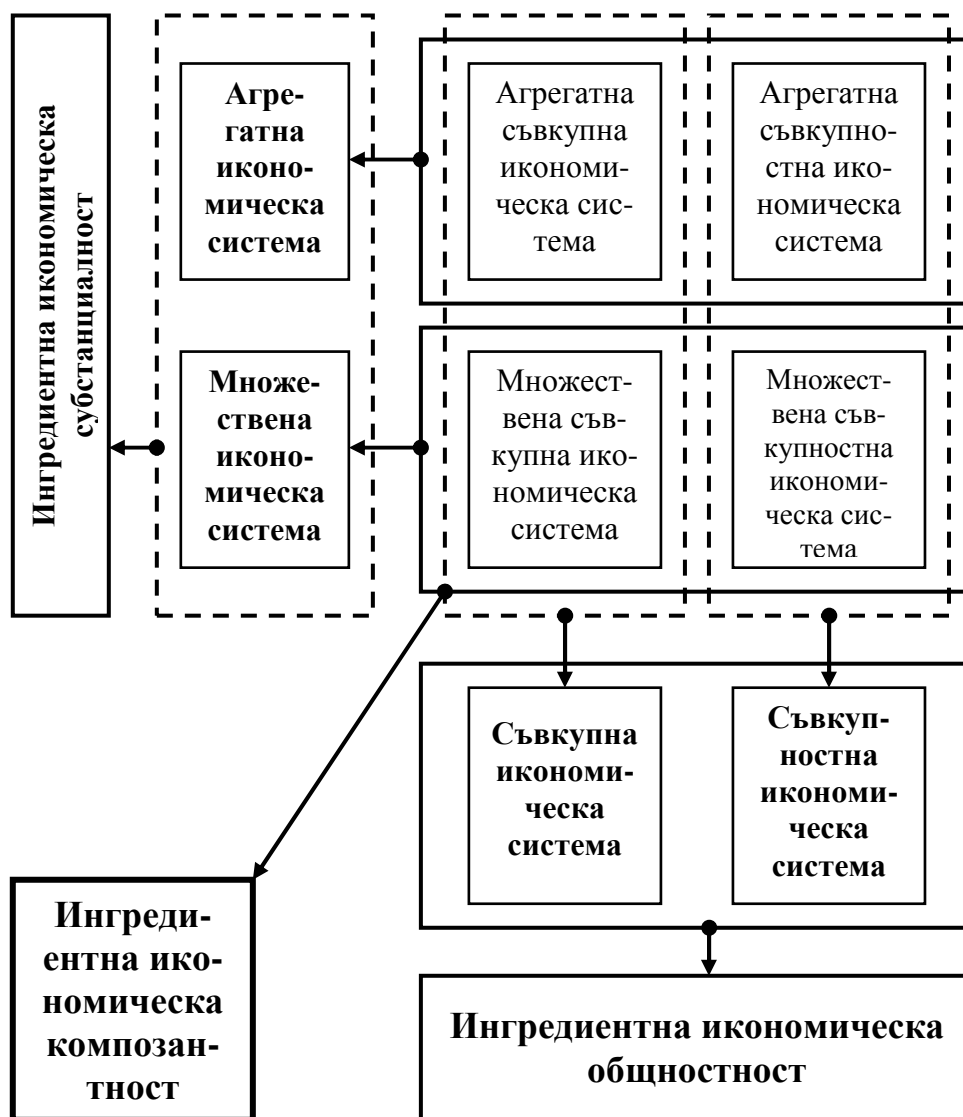 Ингредиентна икономическа
субстанциалност
Агре-
гатна
иконо-
мическа
система
Агрегатна
съвкупна
икономи-
ческа сис-
тема
Агрегатна
съвкупно-
стна ико-
номическа
система
Множе-
ствена
иконо-
мическа
система
Множест-
вена съв-
купна ико-
номическа
система
Множест-
вена съв-
купностна
икономи-
ческа сис-
тема
Съвкупна
икономи-
ческа
система
Съвкуп-
ностна
икономи-
ческа
система
Ингреди-
ентна ико-
номическа
композан-
тност
Ингредиентна икономическа
общностност